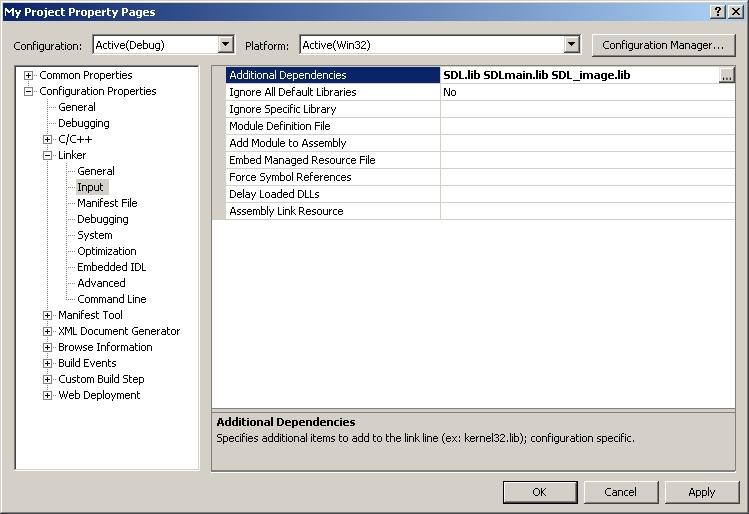 My Project Property Pages
Configuration: Active(Debug) Platform: Active(Win32) Configuration Manager...
Common Properties
Configuration Properties
General
Debugging
C/C++
Linker
General
Input
Manifest File
Debugging
System
Optimization
Embedded IDL
Advanced
Command Line
Manifest Tool
XML Document Generator
Browse Information
Build Events
Custom Build Step
Web Deployment
Additional Dependencies SDL.lib SDLmain.lib SDL_image.lib ...
Ignore All Default Libraries No
Ignore Specific Library
Module Definition File
Add Module to Assembly
Embed Managed Resource File
Force Symbol References
Delay Loaded DLLs
Assembly Link Resource
Additional Dependencies
Specifies additional items to add to the link line (ex: kernel32.lib); configuration specific.
OK Cancel Apply